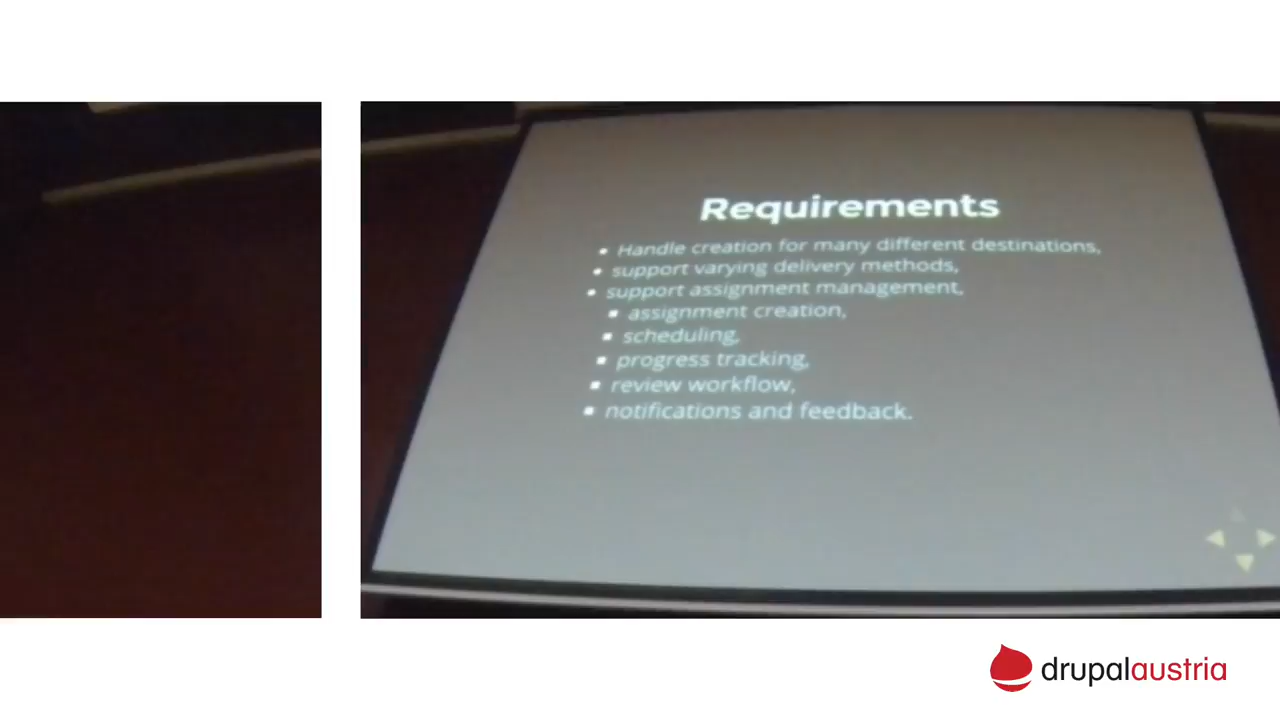 Requirements
Handle creation for many different destinations,
support varying delivery methods,
support assignment management,
assignment creation,
scheduling,
progress tracking,
review workflow,
notifications and feedback.
drupalaustria